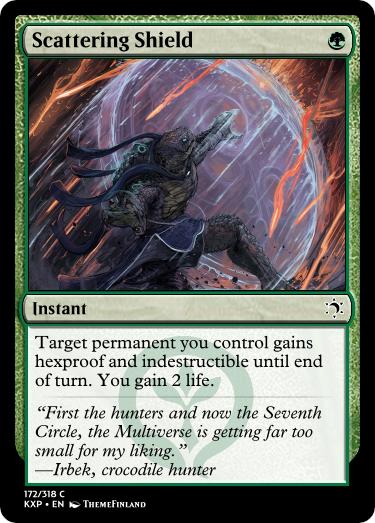 Scattering Shield
Instant
Target permanent you control gains
hexproof and indestructible until end
of turn. You gain 2 life.
“First the hunters and now the Seventh
Circle, the Multiverse is getting far too
small for my liking.”
—Irbek, crocodile hunter
172/318 C
KXP • EN ThemeFinland